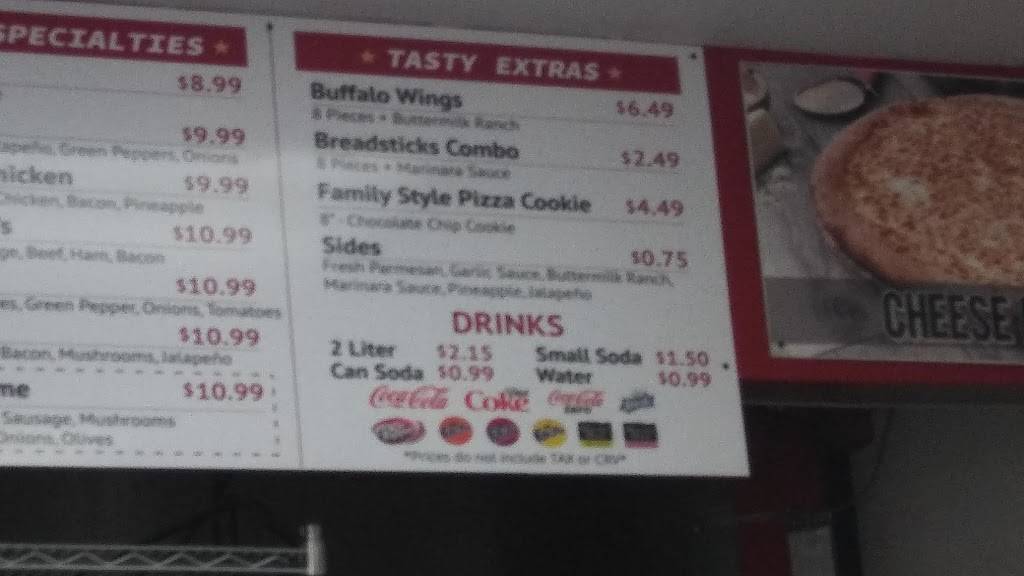 SPECIALTIES
$8.99
$9.99
Green Peppers, Onions
$9.99
Chicken, Bacon, Pineapple
$10.99
Beef, Ham, Bacon
$10.99
Green Pepper, Onions, Tomatoes
$10.99
Bacon, Mushrooms, Jalapeño
$10.99
Sausage, Mushrooms
Onions, Olives
TASTY EXTRAS
Buffalo Wings $6.49
8 Pieces + Buttermilk Ranch
Breadsticks Combo $2.49
8 Pieces + Marinara Sauce
Family Style Pizza Cookie $4.49
8" - Chocolate Chip Cookie
Sides $0.75
Fresh Parmesan, Garlic Sauce, Buttermilk Ranch,
Marinara Sauce, Pineapple, Jalapeño
DRINKS
2 Liter $2.15 Small Soda $1.50
Can Soda $0.99 Water $0.99
Coca-Cola Coke Coca-Cola
*Prices do not include TAX or CRV*
CHEESE